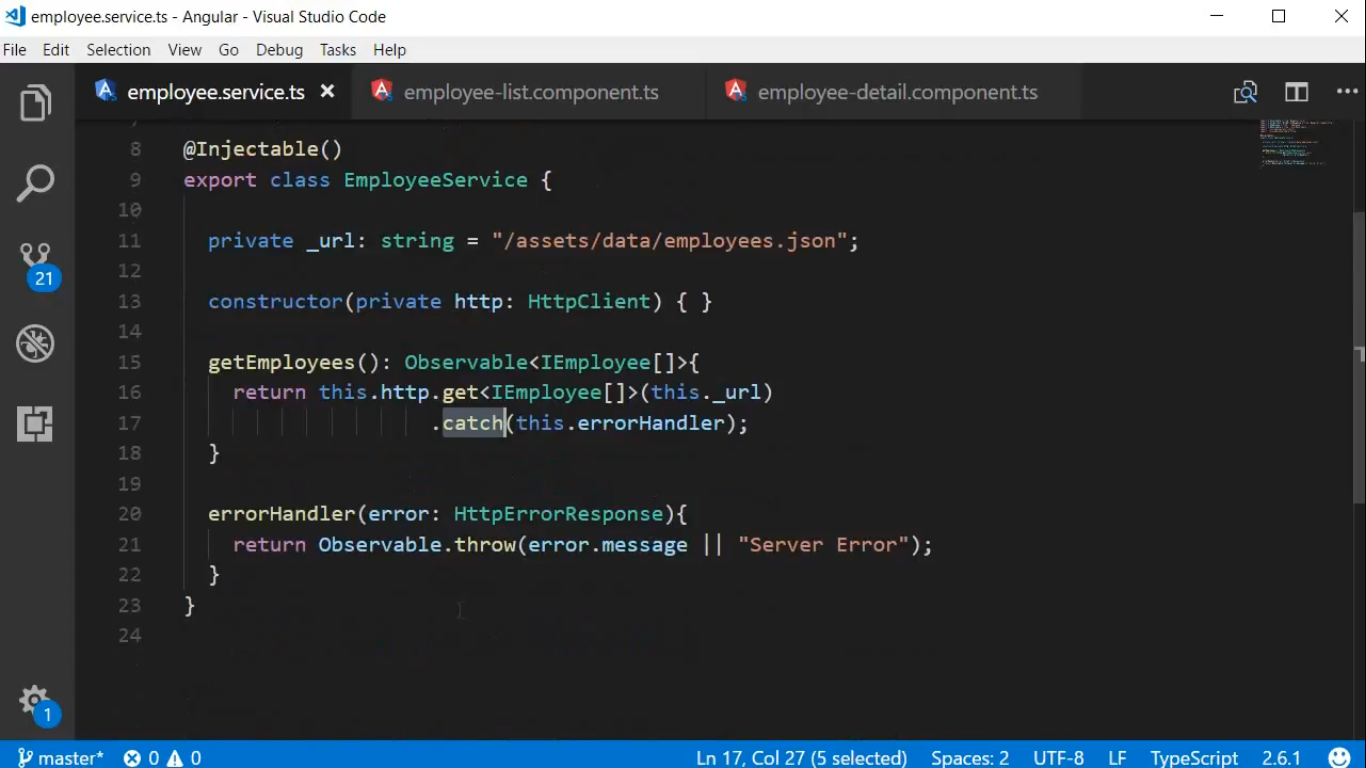 employee.service.ts - Angular - Visual Studio Code
File Edit Selection View Go Debug Tasks Help
employee.service.ts employee-list.component.ts employee-detail.component.ts
8 @Injectable()
9 export class EmployeeService {
10
11 private _url: string = "/assets/data/employees.json";
12
13 constructor(private http: HttpClient) { }
14
15 getEmployees(): Observable<IEmployee[]>{
16 return this.http.get<IEmployee[]>(this._url)
17 .catch(this.errorHandler);
18 }
19
20 errorHandler(error: HttpErrorResponse){
21 return Observable.throw(error.message || "Server Error");
22 }
23 }
24
21
1
master* 0 0 Ln 17, Col 27 (5 selected) Spaces: 2 UTF-8 LF TypeScript 2.6.1